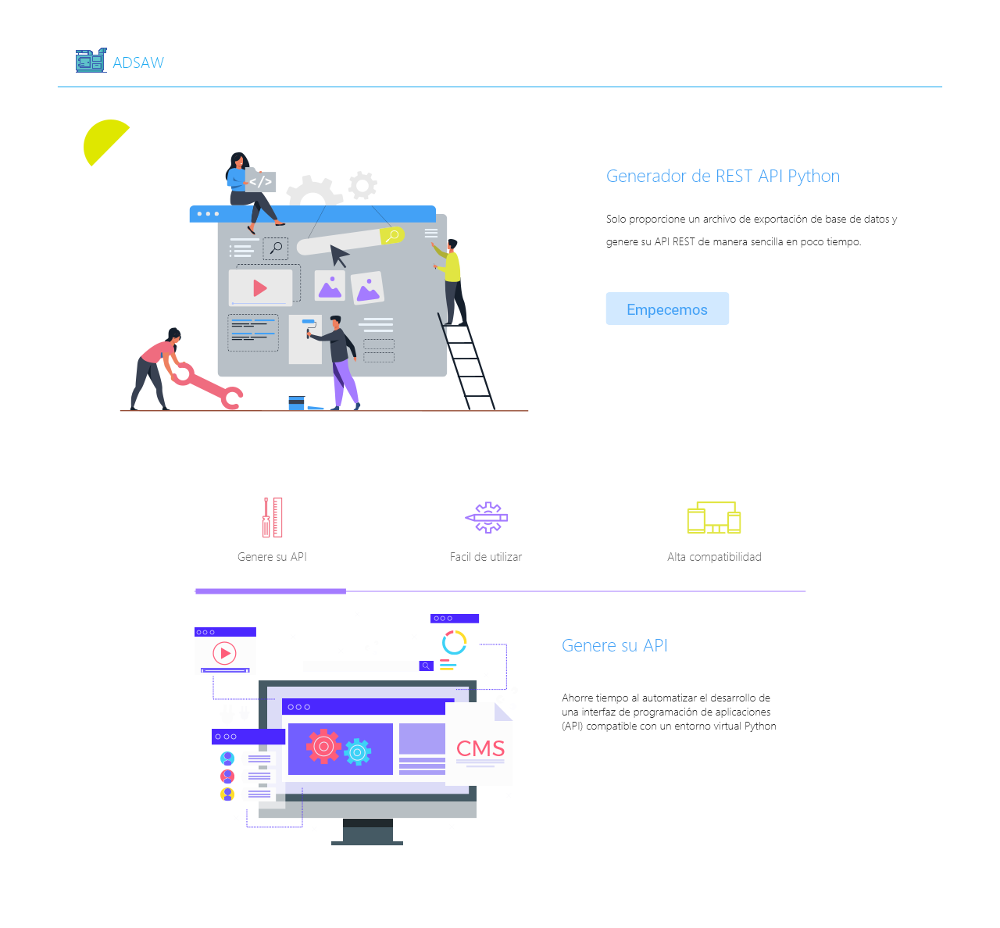 ADSAW
Generador de REST API Python
Solo proporcione un archivo de exportación de base de datos y
genere su API REST de manera sencilla en poco tiempo.
Empecemos
</>
Genere su API
Facil de utilizar
Alta compatibilidad
Genere su API
Ahorre tiempo al automatizar el desarrollo de
una interfaz de programación de aplicaciones
(API) compatible con un entorno virtual Python
CMS